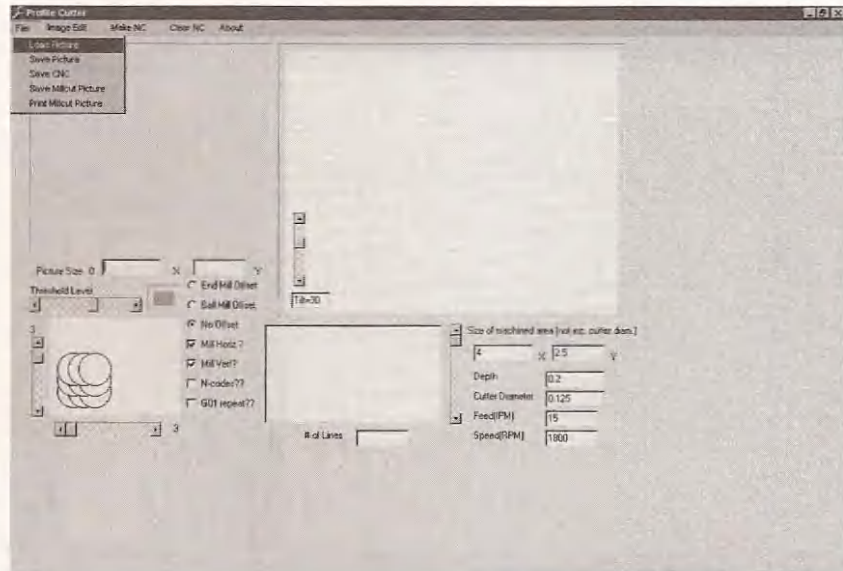 Profile Cutter
File Image Edit Make NC Clear NC About
Load Picture
Save Picture
Save CNC
Save Millcut Picture
Print Millcut Picture
Picture Size 0 X Y
Threshold Level
End Mill Offset
Ball Mill Offset
No Offset
Mill Horiz ?
Mill Vert?
N-codes??
G01 repeat??
Tilt=30
3
3
# of Lines
Size of machined area [not inc. cutter diam.]
4 X 2.5 Y
Depth 0.2
Cutter Diameter 0.125
Feed(IPM) 15
Speed(RPM) 1800